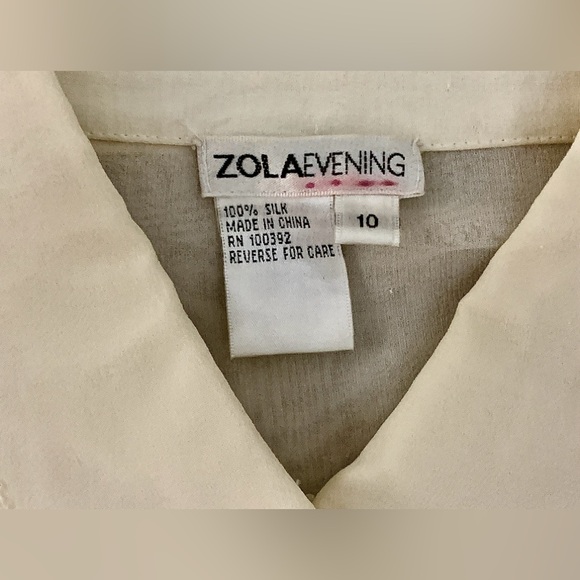 ZOLAEVENING
100% SILK
MADE IN CHINA
RN 100392
REVERSE FOR CARE
10